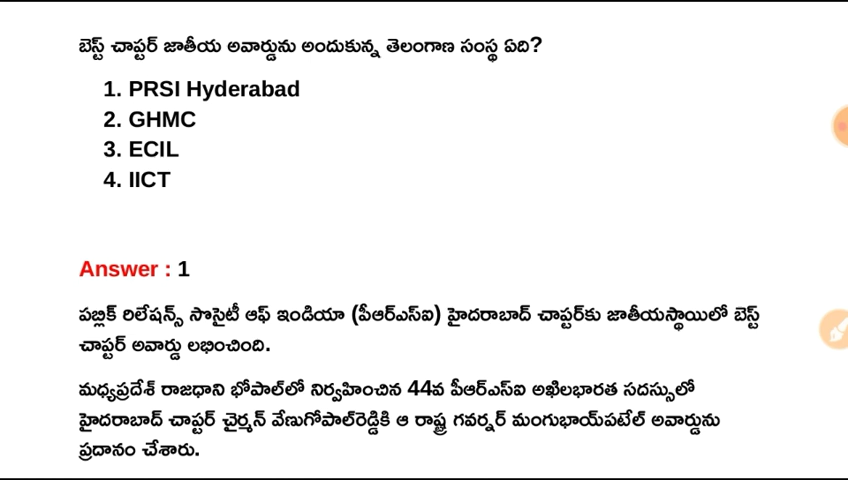 బెస్ట్ చాప్టర్ జాతీయ అవార్డును అందుకున్న తెలంగాణ సంస్థ ఏది?
1. PRSI Hyderabad
2. GHMC
3. ECIL
4. IICT
Answer : 1
పబ్లిక్ రిలేషన్స్ సొసైటీ ఆఫ్ ఇండియా (పీఆర్ఎస్ఐ) హైదరాబాద్ చాప్టర్‌కు జాతీయస్థాయిలో బెస్ట్
చాప్టర్ అవార్డు లభించింది.
మధ్యప్రదేశ్ రాజధాని భోపాల్‌లో నిర్వహించిన 44వ పీఆర్ఎస్ఐ అఖిలభారత సదస్సులో
హైదరాబాద్ చాప్టర్ చైర్మన్ వేణుగోపాల్‌రెడ్డికి ఆ రాష్ట్ర గవర్నర్ మంగుభాయ్‌పటేల్ అవార్డును
ప్రదానం చేశారు.